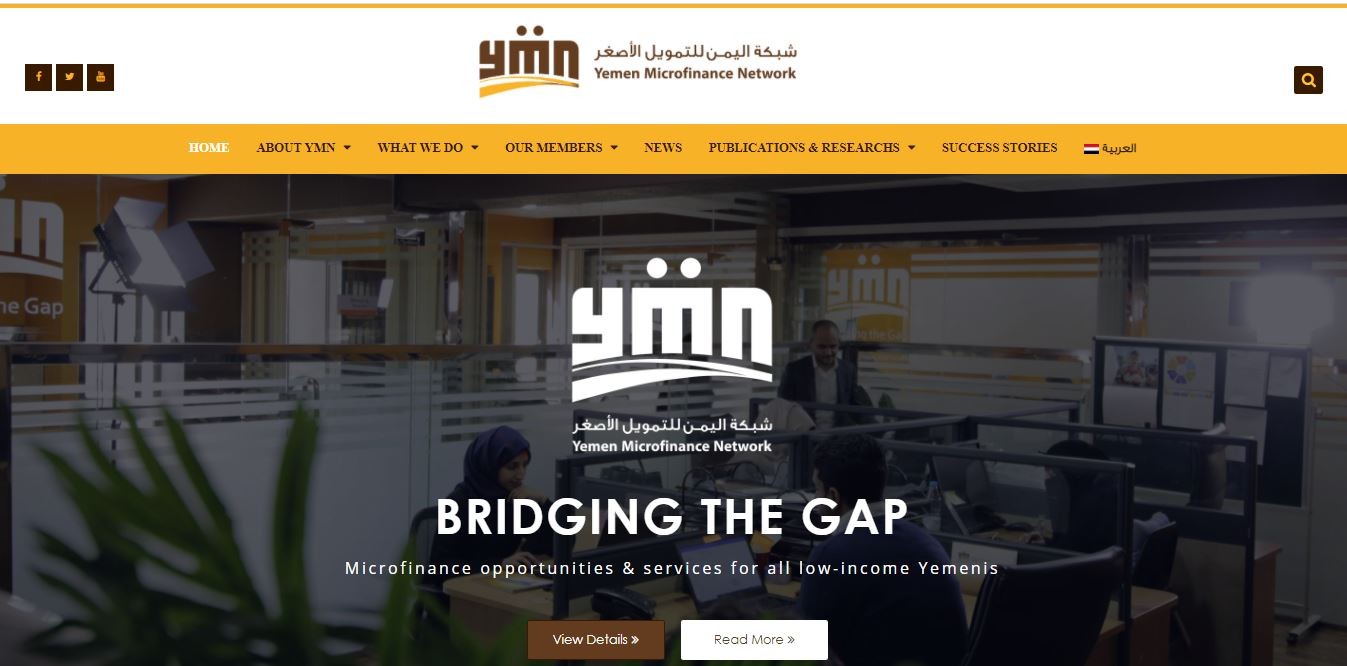 شبكة اليمن للتمويل الأصغر
Yemen Microfinance Network
HOME ABOUT YMN WHAT WE DO OUR MEMBERS NEWS PUBLICATIONS & RESEARCHS SUCCESS STORIES العربية
he Gap
ymn
ing the Gap
ymn
شبكة اليمن للتمويل الأصغر
Yemen Microfinance Network
BRIDGING THE GAP
Microfinance opportunities & services for all low-income Yemenis
View Details » Read More »